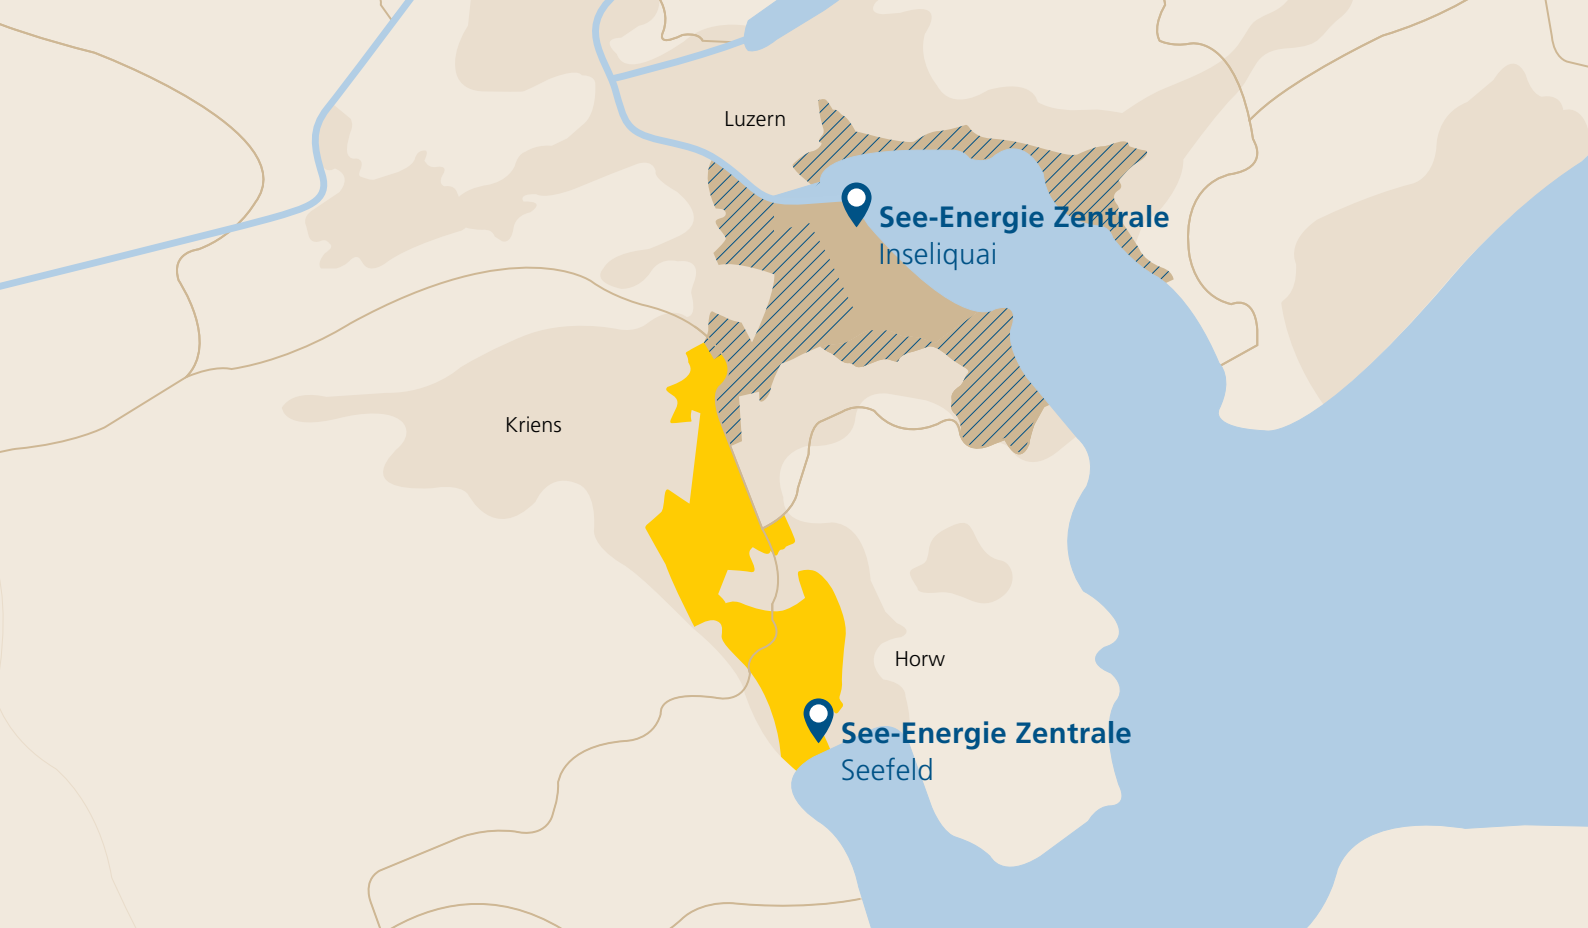 Luzern
See-Energie Zentrale
Inseliquai
Kriens
Horw
See-Energie Zentrale
Seefeld